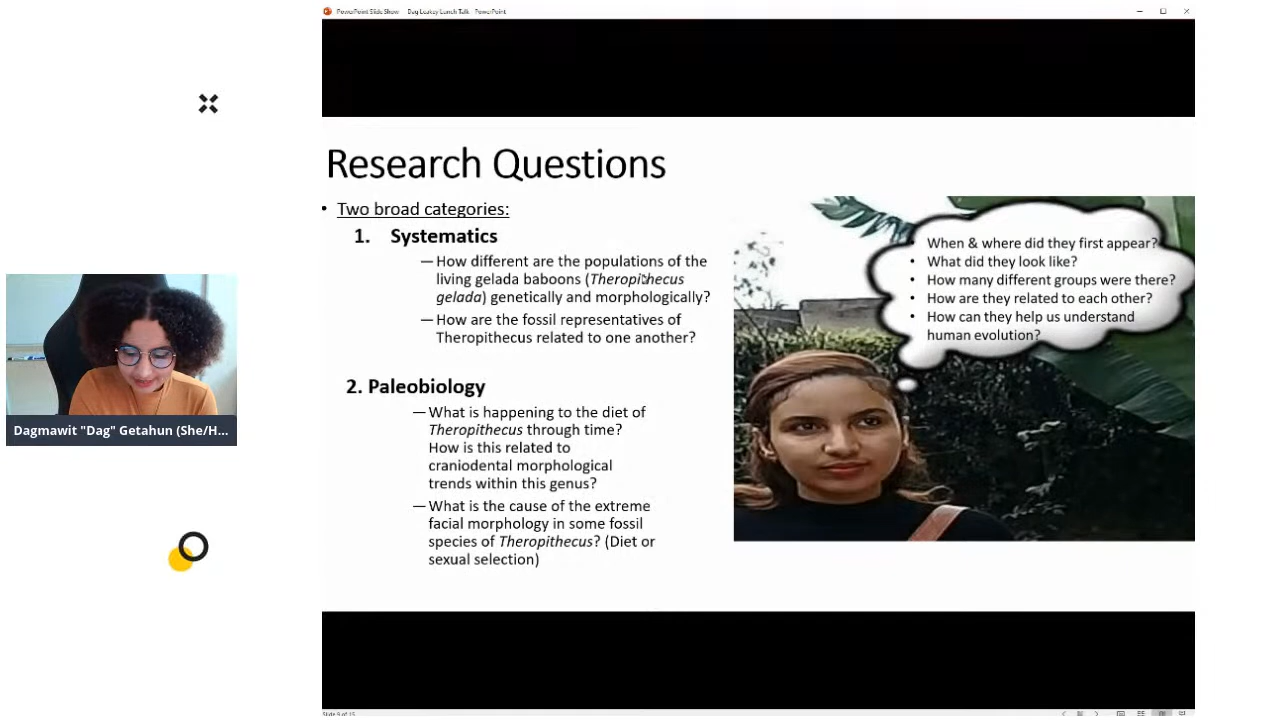 PowerPoint Slide Show - Dag Leakey Lunch Talk - PowerPoint
Research Questions
• Two broad categories:
1. Systematics
—How different are the populations of the
living gelada baboons (Theropithecus
gelada) genetically and morphologically?
—How are the fossil representatives of
Theropithecus related to one another?
2. Paleobiology
—What is happening to the diet of
Theropithecus through time?
How is this related to
craniodental morphological
trends within this genus?
—What is the cause of the extreme
facial morphology in some fossil
species of Theropithecus? (Diet or
sexual selection)
• When & where did they first appear?
• What did they look like?
• How many different groups were there?
• How are they related to each other?
• How can they help us understand
human evolution?
Dagmawit "Dag" Getahun (She/H...
Slide 9 of 15